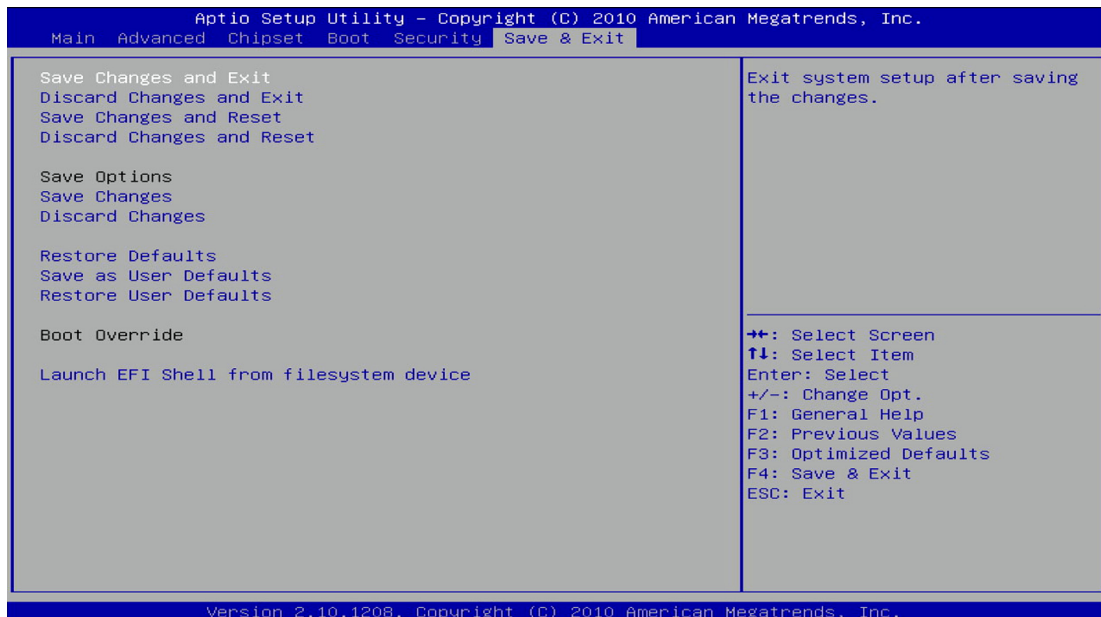 Aptio Setup Utility – Copyright (C) 2010 American Megatrends, Inc.
Main Advanced Chipset Boot Security Save & Exit
Save Changes and Exit
Discard Changes and Exit
Save Changes and Reset
Discard Changes and Reset
Save Options
Save Changes
Discard Changes
Restore Defaults
Save as User Defaults
Restore User Defaults
Boot Override
Launch EFI Shell from filesystem device
Exit system setup after saving
the changes.
→←: Select Screen
↑↓: Select Item
Enter: Select
+/-: Change Opt.
F1: General Help
F2: Previous Values
F3: Optimized Defaults
F4: Save & Exit
ESC: Exit
Version 2.10.1208. Copyright (C) 2010 American Megatrends, Inc.